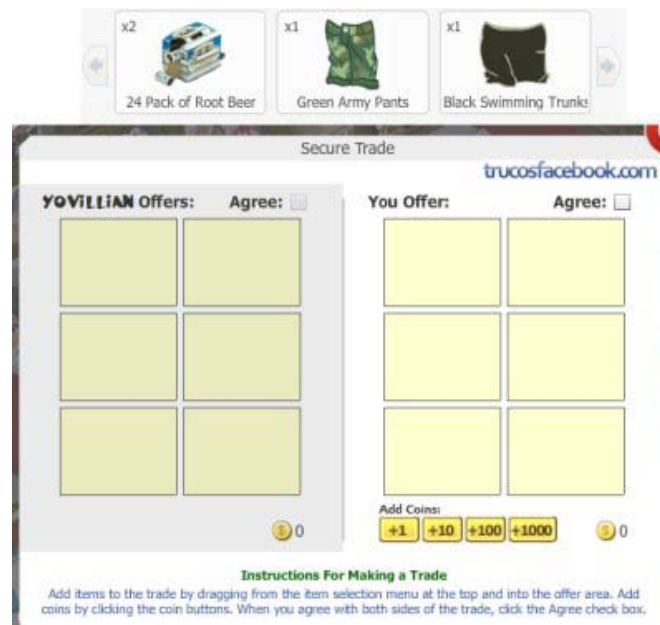 x2
x1
x1
24 Pack of Root Beer
Green Army Pants
Black Swimming Trunks
Secure Trade
trucosfacebook.com
YOVILLIAN Offers:
Agree:
You Offer:
Agree:
Add Coins:
+1 +10 +100 +1000
0
0
Instructions For Making a Trade
Add items to the trade by dragging from the item selection menu at the top and into the offer area. Add
coins by clicking the coin buttons. When you agree with both sides of the trade, click the Agree check box.